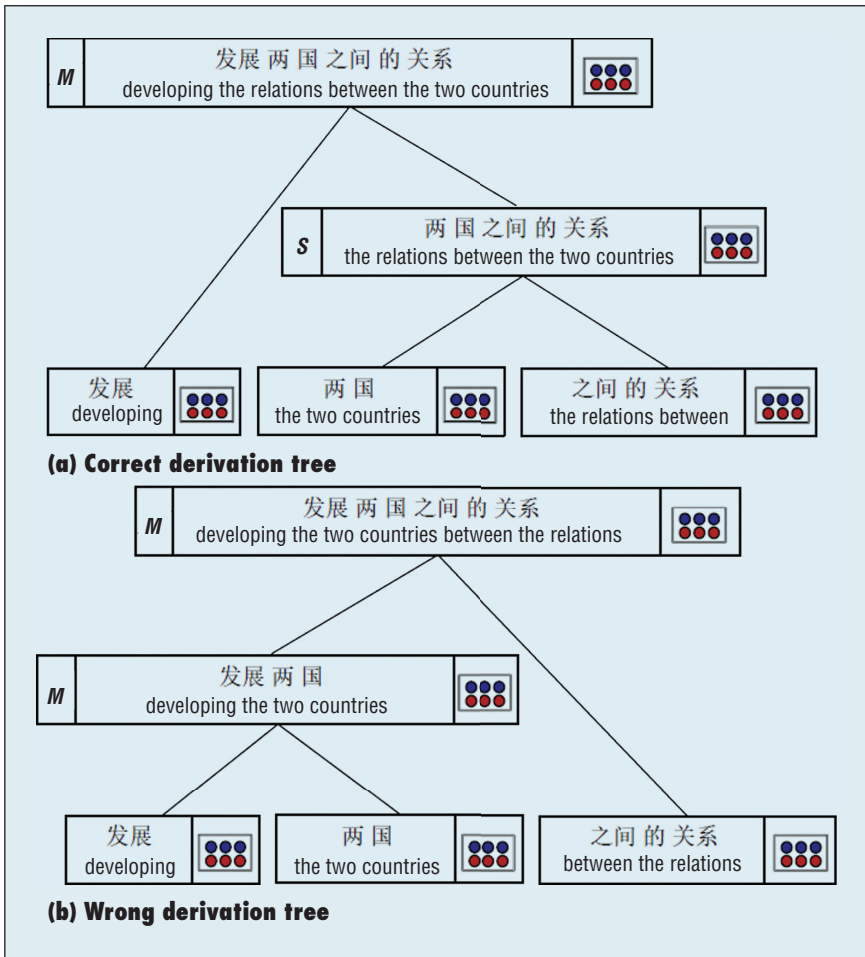 M
发展 两 国 之间 的 关系
developing the relations between the two countries
S
两 国 之间 的 关系
the relations between the two countries
发展
developing
两 国
the two countries
之间 的 关系
the relations between
(a) Correct derivation tree
M
发展 两 国 之间 的 关系
developing the two countries between the relations
M
发展 两 国
developing the two countries
发展
developing
两 国
the two countries
之间 的 关系
between the relations
(b) Wrong derivation tree